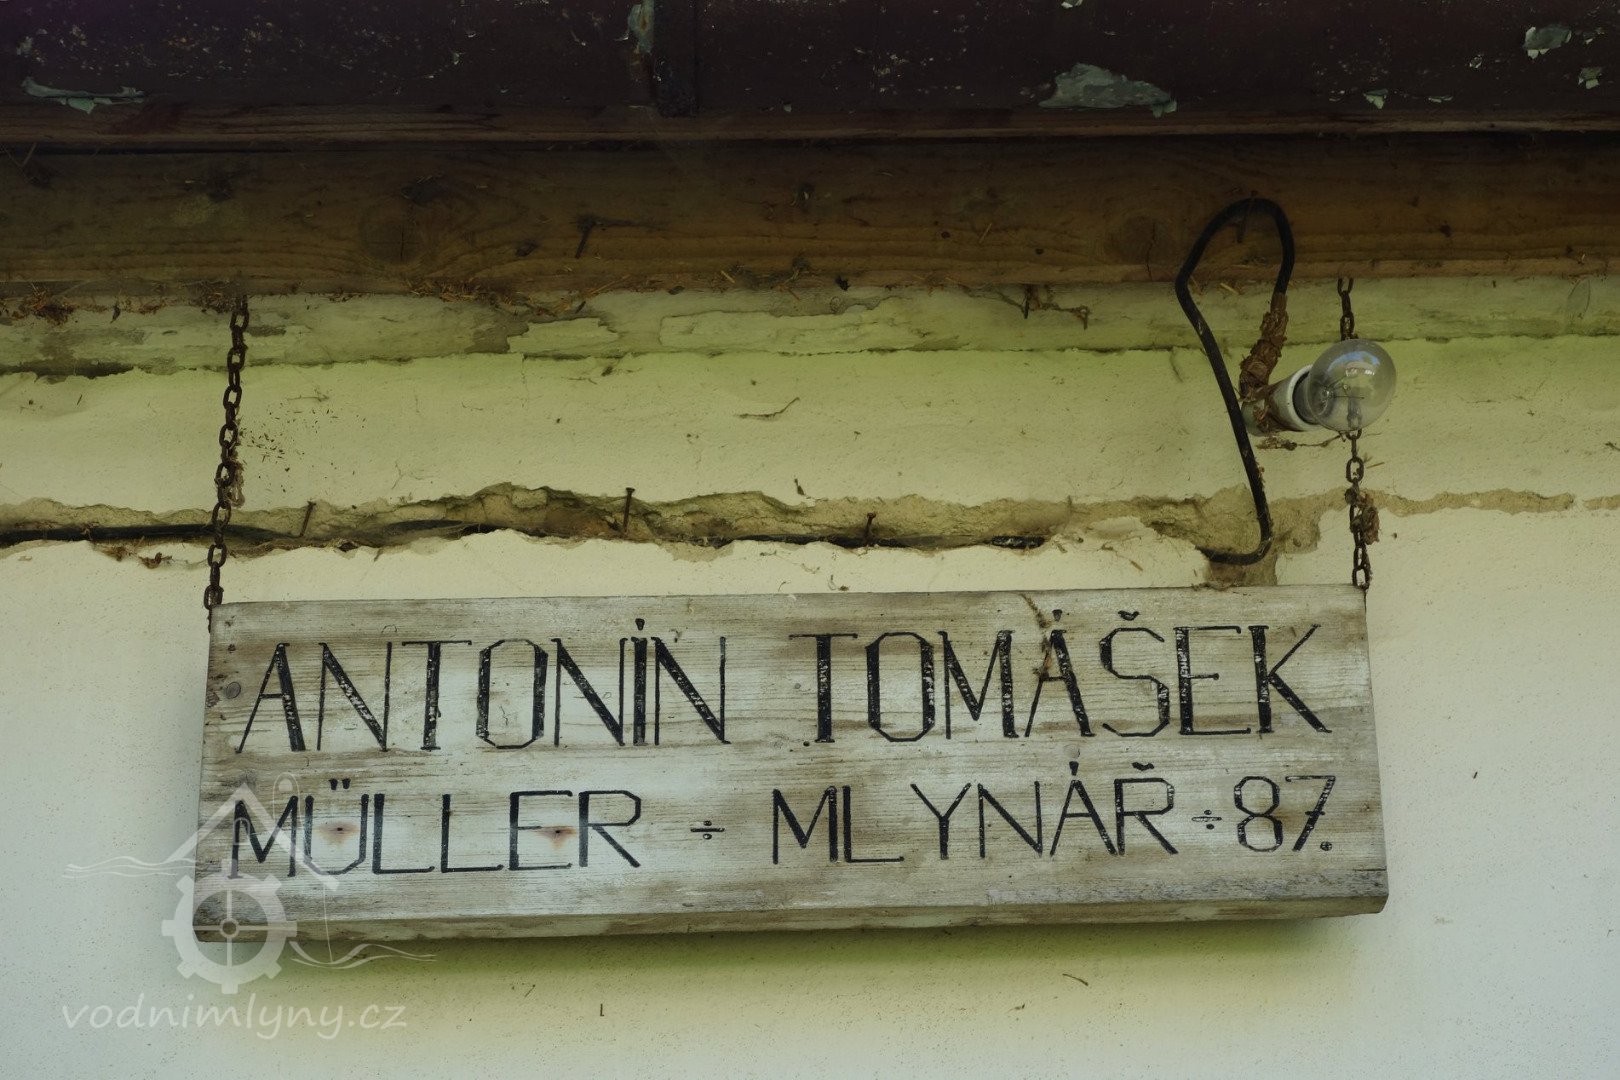 ANTONÍN TOMÁŠEK
MÜLLER ÷ MLYNÁŘ ÷ 87.
vodnimlyny.cz